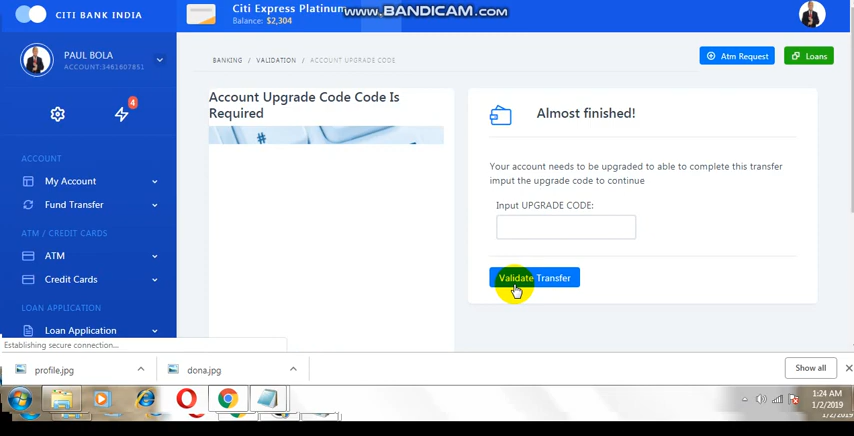 CITI BANK INDIA
Citi Express Platinum
Balance: $2,304
www.BANDICAM.com
PAUL BOLA
ACCOUNT:3461607851
4
BANKING / VALIDATION / ACCOUNT UPGRADE CODE
Atm Request
Loans
ACCOUNT
My Account
Fund Transfer
ATM / CREDIT CARDS
ATM
Credit Cards
LOAN APPLICATION
Loan Application
Account Upgrade Code Code Is
Required
#
Almost finished!
Your account needs to be upgraded to able to complete this transfer
imput the upgrade code to continue
Input UPGRADE CODE:
Validate Transfer
Establishing secure connection...
profile.jpg
dona.jpg
Show all
1:24 AM
1/2/2019
1/2/2019